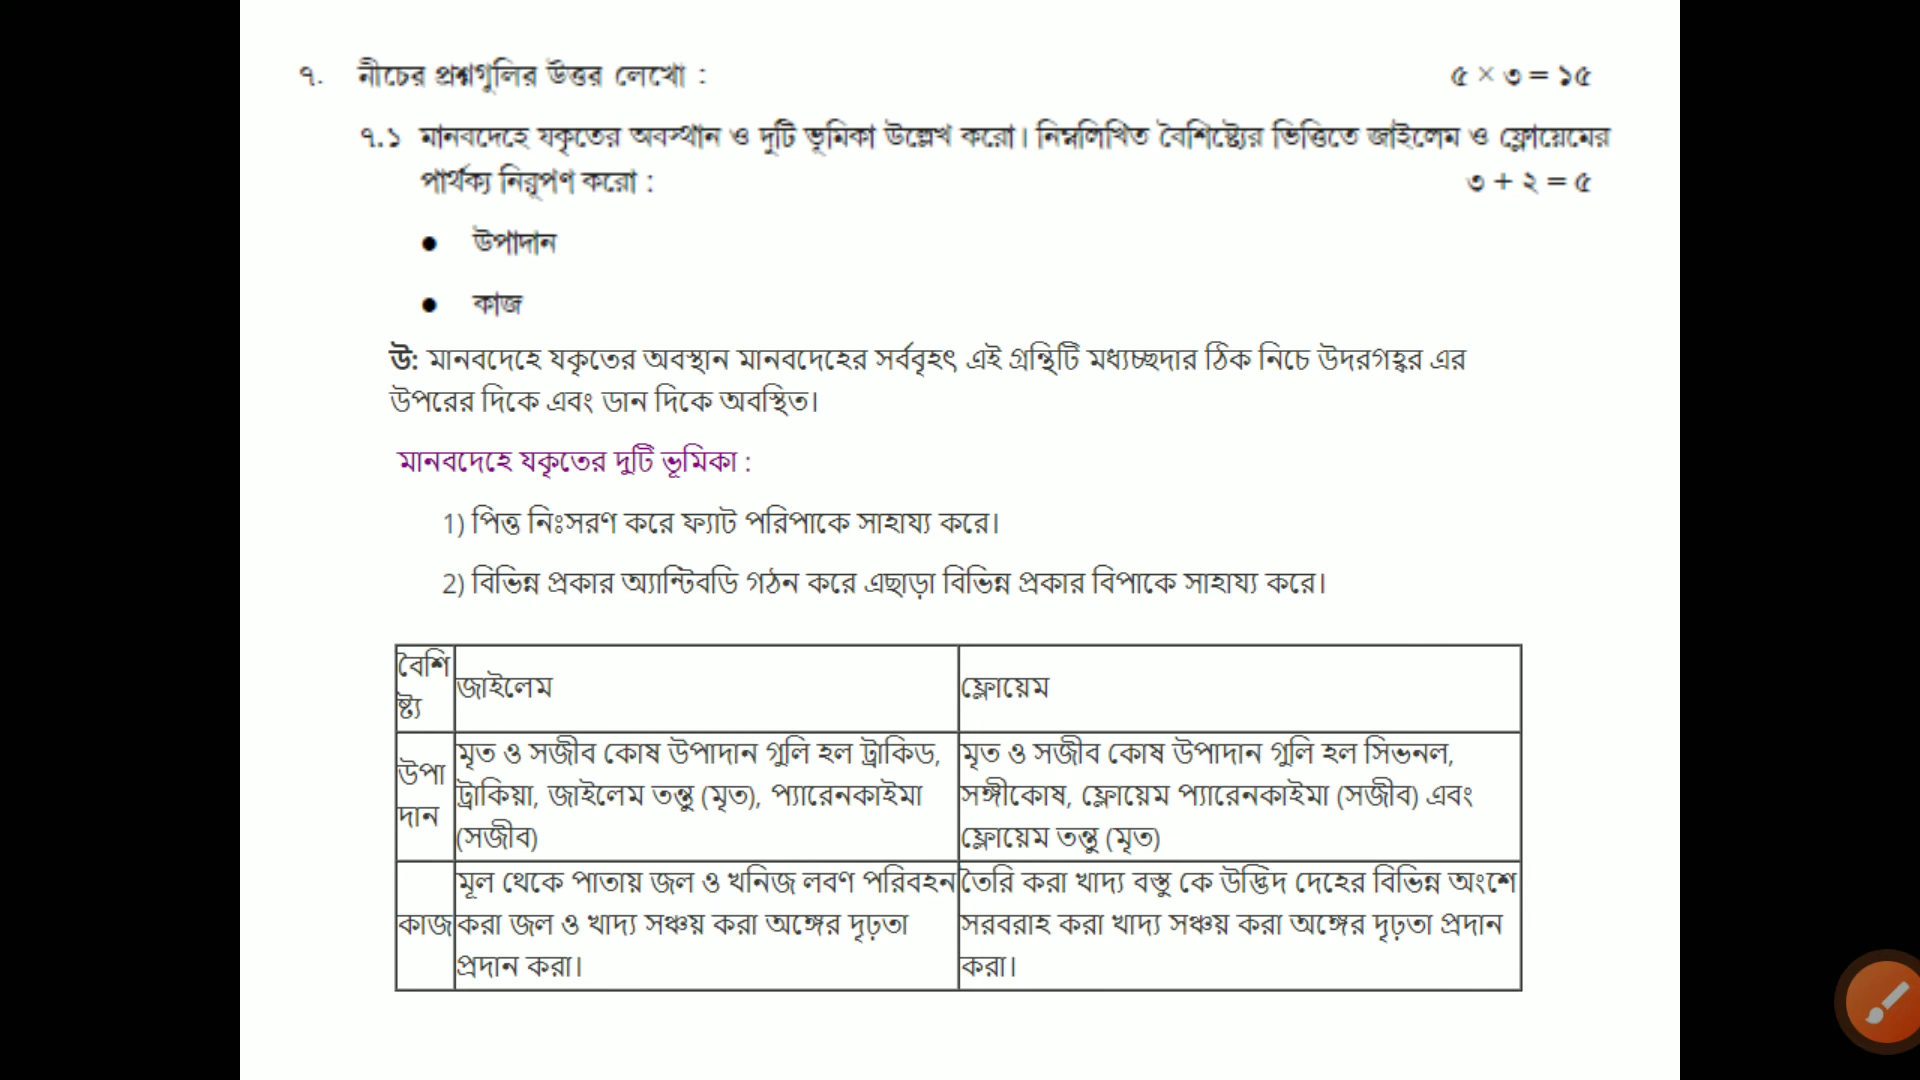 ৭. নীচের প্রশ্নগুলির উত্তর লেখো : ৫ × ৩ = ১৫
৭.১ মানবদেহে যকৃতের অবস্থান ও দুটি ভূমিকা উল্লেখ করো। নিম্নলিখিত বৈশিষ্ট্যের ভিত্তিতে জাইলেম ও ফ্লোয়েমের
পার্থক্য নিরূপণ করো : ৩ + ২ = ৫
● উপাদান
● কাজ
উ: মানবদেহে যকৃতের অবস্থান মানবদেহের সর্ববৃহৎ এই গ্রন্থিটি মধ্যচ্ছদার ঠিক নিচে উদরগহ্বর এর
উপরের দিকে এবং ডান দিকে অবস্থিত।
মানবদেহে যকৃতের দুটি ভূমিকা :
1) পিত্ত নিঃসরণ করে ফ্যাট পরিপাকে সাহায্য করে।
2) বিভিন্ন প্রকার অ্যান্টিবডি গঠন করে এছাড়া বিভিন্ন প্রকার বিপাকে সাহায্য করে।
বৈশি
ষ্ট্য
জাইলেম
ফ্লোয়েম
উপা
দান
মৃত ও সজীব কোষ উপাদান গুলি হল ট্রাকিড,
ট্রাকিয়া, জাইলেম তন্তু (মৃত), প্যারেনকাইমা
(সজীব)
মৃত ও সজীব কোষ উপাদান গুলি হল সিভনল,
সঙ্গীকোষ, ফ্লোয়েম প্যারেনকাইমা (সজীব) এবং
ফ্লোয়েম তন্তু (মৃত)
কাজ
মূল থেকে পাতায় জল ও খনিজ লবণ পরিবহন
করা জল ও খাদ্য সঞ্চয় করা অঙ্গের দৃঢ়তা
প্রদান করা।
তৈরি করা খাদ্য বস্তু কে উদ্ভিদ দেহের বিভিন্ন অংশে
সরবরাহ করা খাদ্য সঞ্চয় করা অঙ্গের দৃঢ়তা প্রদান
করা।